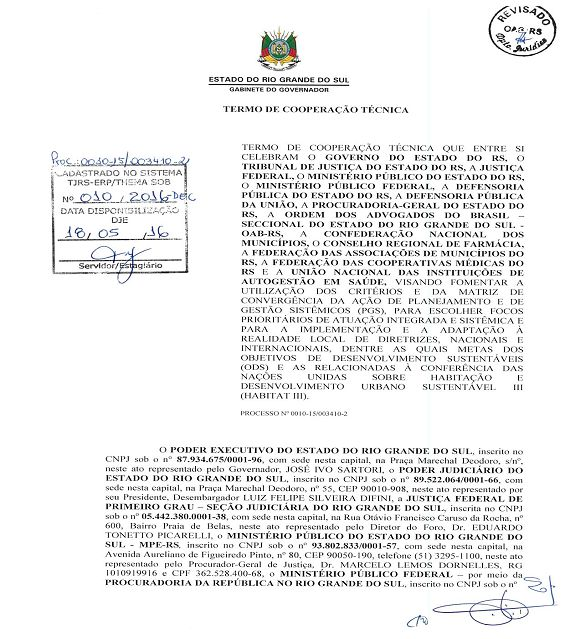 REVISADO
OAB/RS
Dpto. Jurídico
ESTADO DO RIO GRANDE DO SUL
GABINETE DO GOVERNADOR
TERMO DE COOPERAÇÃO TÉCNICA
Proc: 0010-15/003410-2
CADASTRADO NO SISTEMA
TJRS-ERP/THEMA SOB
Nº 010/2016-DEC
DATA DISPONIBILIZAÇÃO
DJE
18/05/16
Servidor/Estagiário
TERMO DE COOPERAÇÃO TÉCNICA QUE ENTRE SI
CELEBRAM O GOVERNO DO ESTADO DO RS, O
TRIBUNAL DE JUSTIÇA DO ESTADO DO RS, A JUSTIÇA
FEDERAL, O MINISTÉRIO PÚBLICO DO ESTADO DO RS,
O MINISTÉRIO PÚBLICO FEDERAL, A DEFENSORIA
PÚBLICA DO ESTADO DO RS, A DEFENSORIA PÚBLICA
DA UNIÃO, A PROCURADORIA-GERAL DO ESTADO DO
RS, A ORDEM DOS ADVOGADOS DO BRASIL –
SECCIONAL DO ESTADO DO RIO GRANDE DO SUL -
OAB-RS, A CONFEDERAÇÃO NACIONAL DOS
MUNICÍPIOS, O CONSELHO REGIONAL DE FARMÁCIA,
A FEDERAÇÃO DAS ASSOCIAÇÕES DE MUNICÍPIOS DO
RS, A FEDERAÇÃO DAS COOPERATIVAS MÉDICAS DO
RS E A UNIÃO NACIONAL DAS INSTITUIÇÕES DE
AUTOGESTÃO EM SAÚDE, VISANDO FOMENTAR A
UTILIZAÇÃO DOS CRITÉRIOS E DA MATRIZ DE
CONVERGÊNCIA DA AÇÃO DE PLANEJAMENTO E DE
GESTÃO SISTÊMICOS (PGS), PARA ESCOLHER FOCOS
PRIORITÁRIOS DE ATUAÇÃO INTEGRADA E SISTÊMICA E
PARA A IMPLEMENTAÇÃO E A ADAPTAÇÃO À
REALIDADE LOCAL DE DIRETRIZES, NACIONAIS E
INTERNACIONAIS, DENTRE AS QUAIS METAS DOS
OBJETIVOS DE DESENVOLVIMENTO SUSTENTÁVEIS
(ODS) E AS RELACIONADAS À CONFERÊNCIA DAS
NAÇÕES UNIDAS SOBRE HABITAÇÃO E
DESENVOLVIMENTO URBANO SUSTENTÁVEL III
(HABITAT III).
PROCESSO Nº 0010-15/003410-2
O PODER EXECUTIVO DO ESTADO DO RIO GRANDE DO SUL, inscrito no
CNPJ sob o nº 87.934.675/0001-96, com sede nesta capital, na Praça Marechal Deodoro, s/nº,
neste ato representado pelo Governador, JOSÉ IVO SARTORI, o PODER JUDICIÁRIO DO
ESTADO DO RIO GRANDE DO SUL, inscrito no CNPJ sob o nº 89.522.064/0001-66, com
sede nesta capital, na Praça Marechal Deodoro, nº 55, CEP 90010-908, neste ato representado por
seu Presidente, Desembargador LUIZ FELIPE SILVEIRA DIFINI, a JUSTIÇA FEDERAL DE
PRIMEIRO GRAU – SEÇÃO JUDICIÁRIA DO RIO GRANDE DO SUL, inscrito no CNPJ
sob o nº 05.442.380.0001-38, com sede nesta capital, na Rua Otávio Francisco Caruso da Rocha, nº
600, Bairro Praia de Belas, neste ato representado pelo Diretor do Foro, Dr. EDUARDO
TONETTO PICARELLI, o MINISTÉRIO PÚBLICO DO ESTADO DO RIO GRANDE DO
SUL - MPE-RS, inscrito no CNPJ sob o nº 93.802.833/0001-57, com sede nesta capital, na
Avenida Aureliano de Figueiredo Pinto, nº 80, CEP 90050-190, telefone (51) 3295-1100, neste ato
representado pelo Procurador-Geral de Justiça, Dr. MARCELO LEMOS DORNELLES, RG
1010919916 e CPF 362.528.400-68, o MINISTÉRIO PÚBLICO FEDERAL – por meio da
PROCURADORIA DA REPÚBLICA NO RIO GRANDE DO SUL, inscrito no CNPJ sob o nº